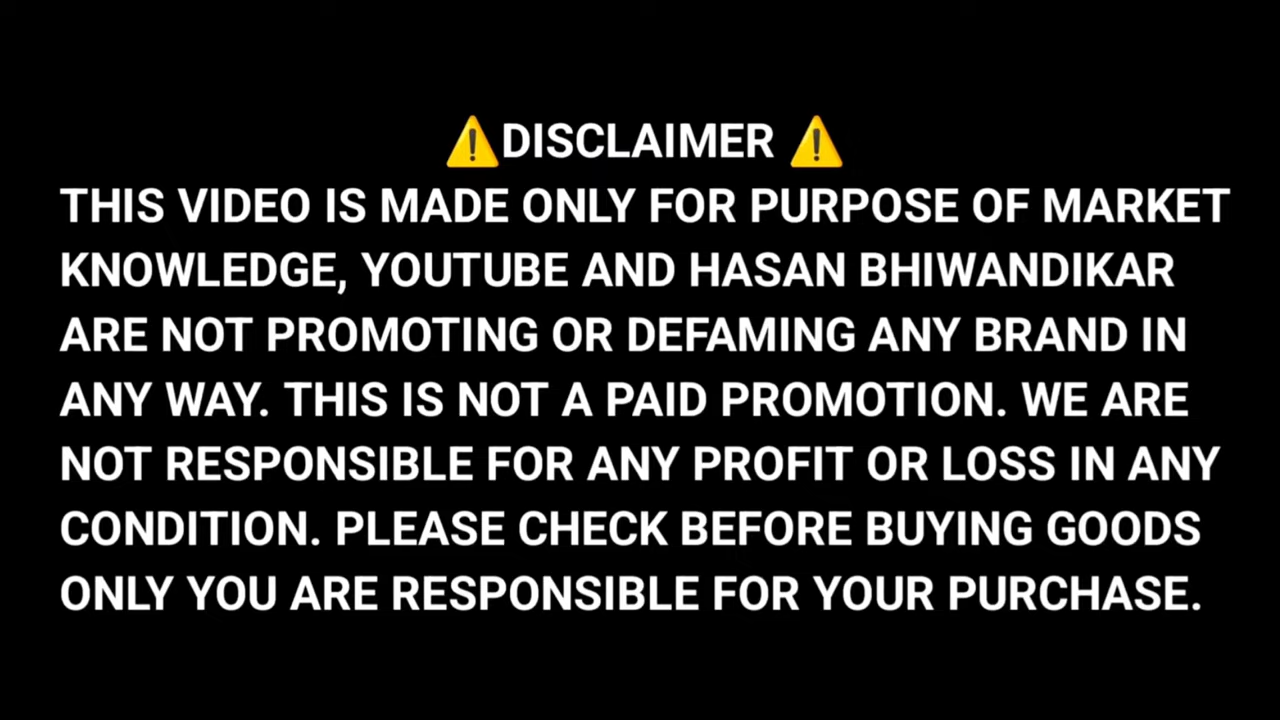 ⚠️DISCLAIMER ⚠️
THIS VIDEO IS MADE ONLY FOR PURPOSE OF MARKET
KNOWLEDGE, YOUTUBE AND HASAN BHIWANDIKAR
ARE NOT PROMOTING OR DEFAMING ANY BRAND IN
ANY WAY. THIS IS NOT A PAID PROMOTION. WE ARE
NOT RESPONSIBLE FOR ANY PROFIT OR LOSS IN ANY
CONDITION. PLEASE CHECK BEFORE BUYING GOODS
ONLY YOU ARE RESPONSIBLE FOR YOUR PURCHASE.